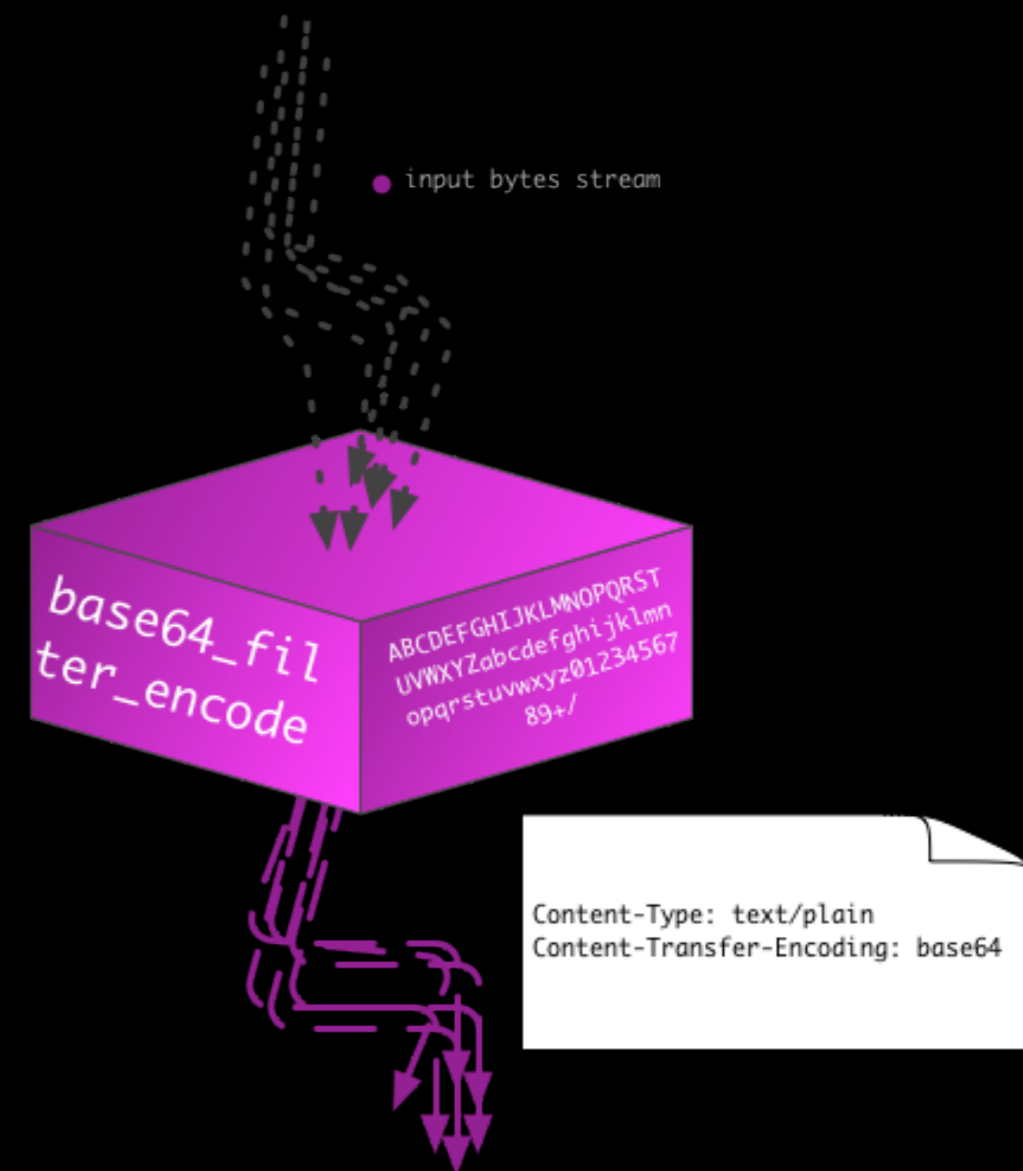 input bytes stream
base64_fil
ter_encode
ABCDEFGHIJKLMNOPQRST
UVWXYZabcdefghijklmn
opqrstuvwxyz01234567
89+/
Content-Type: text/plain
Content-Transfer-Encoding: base64